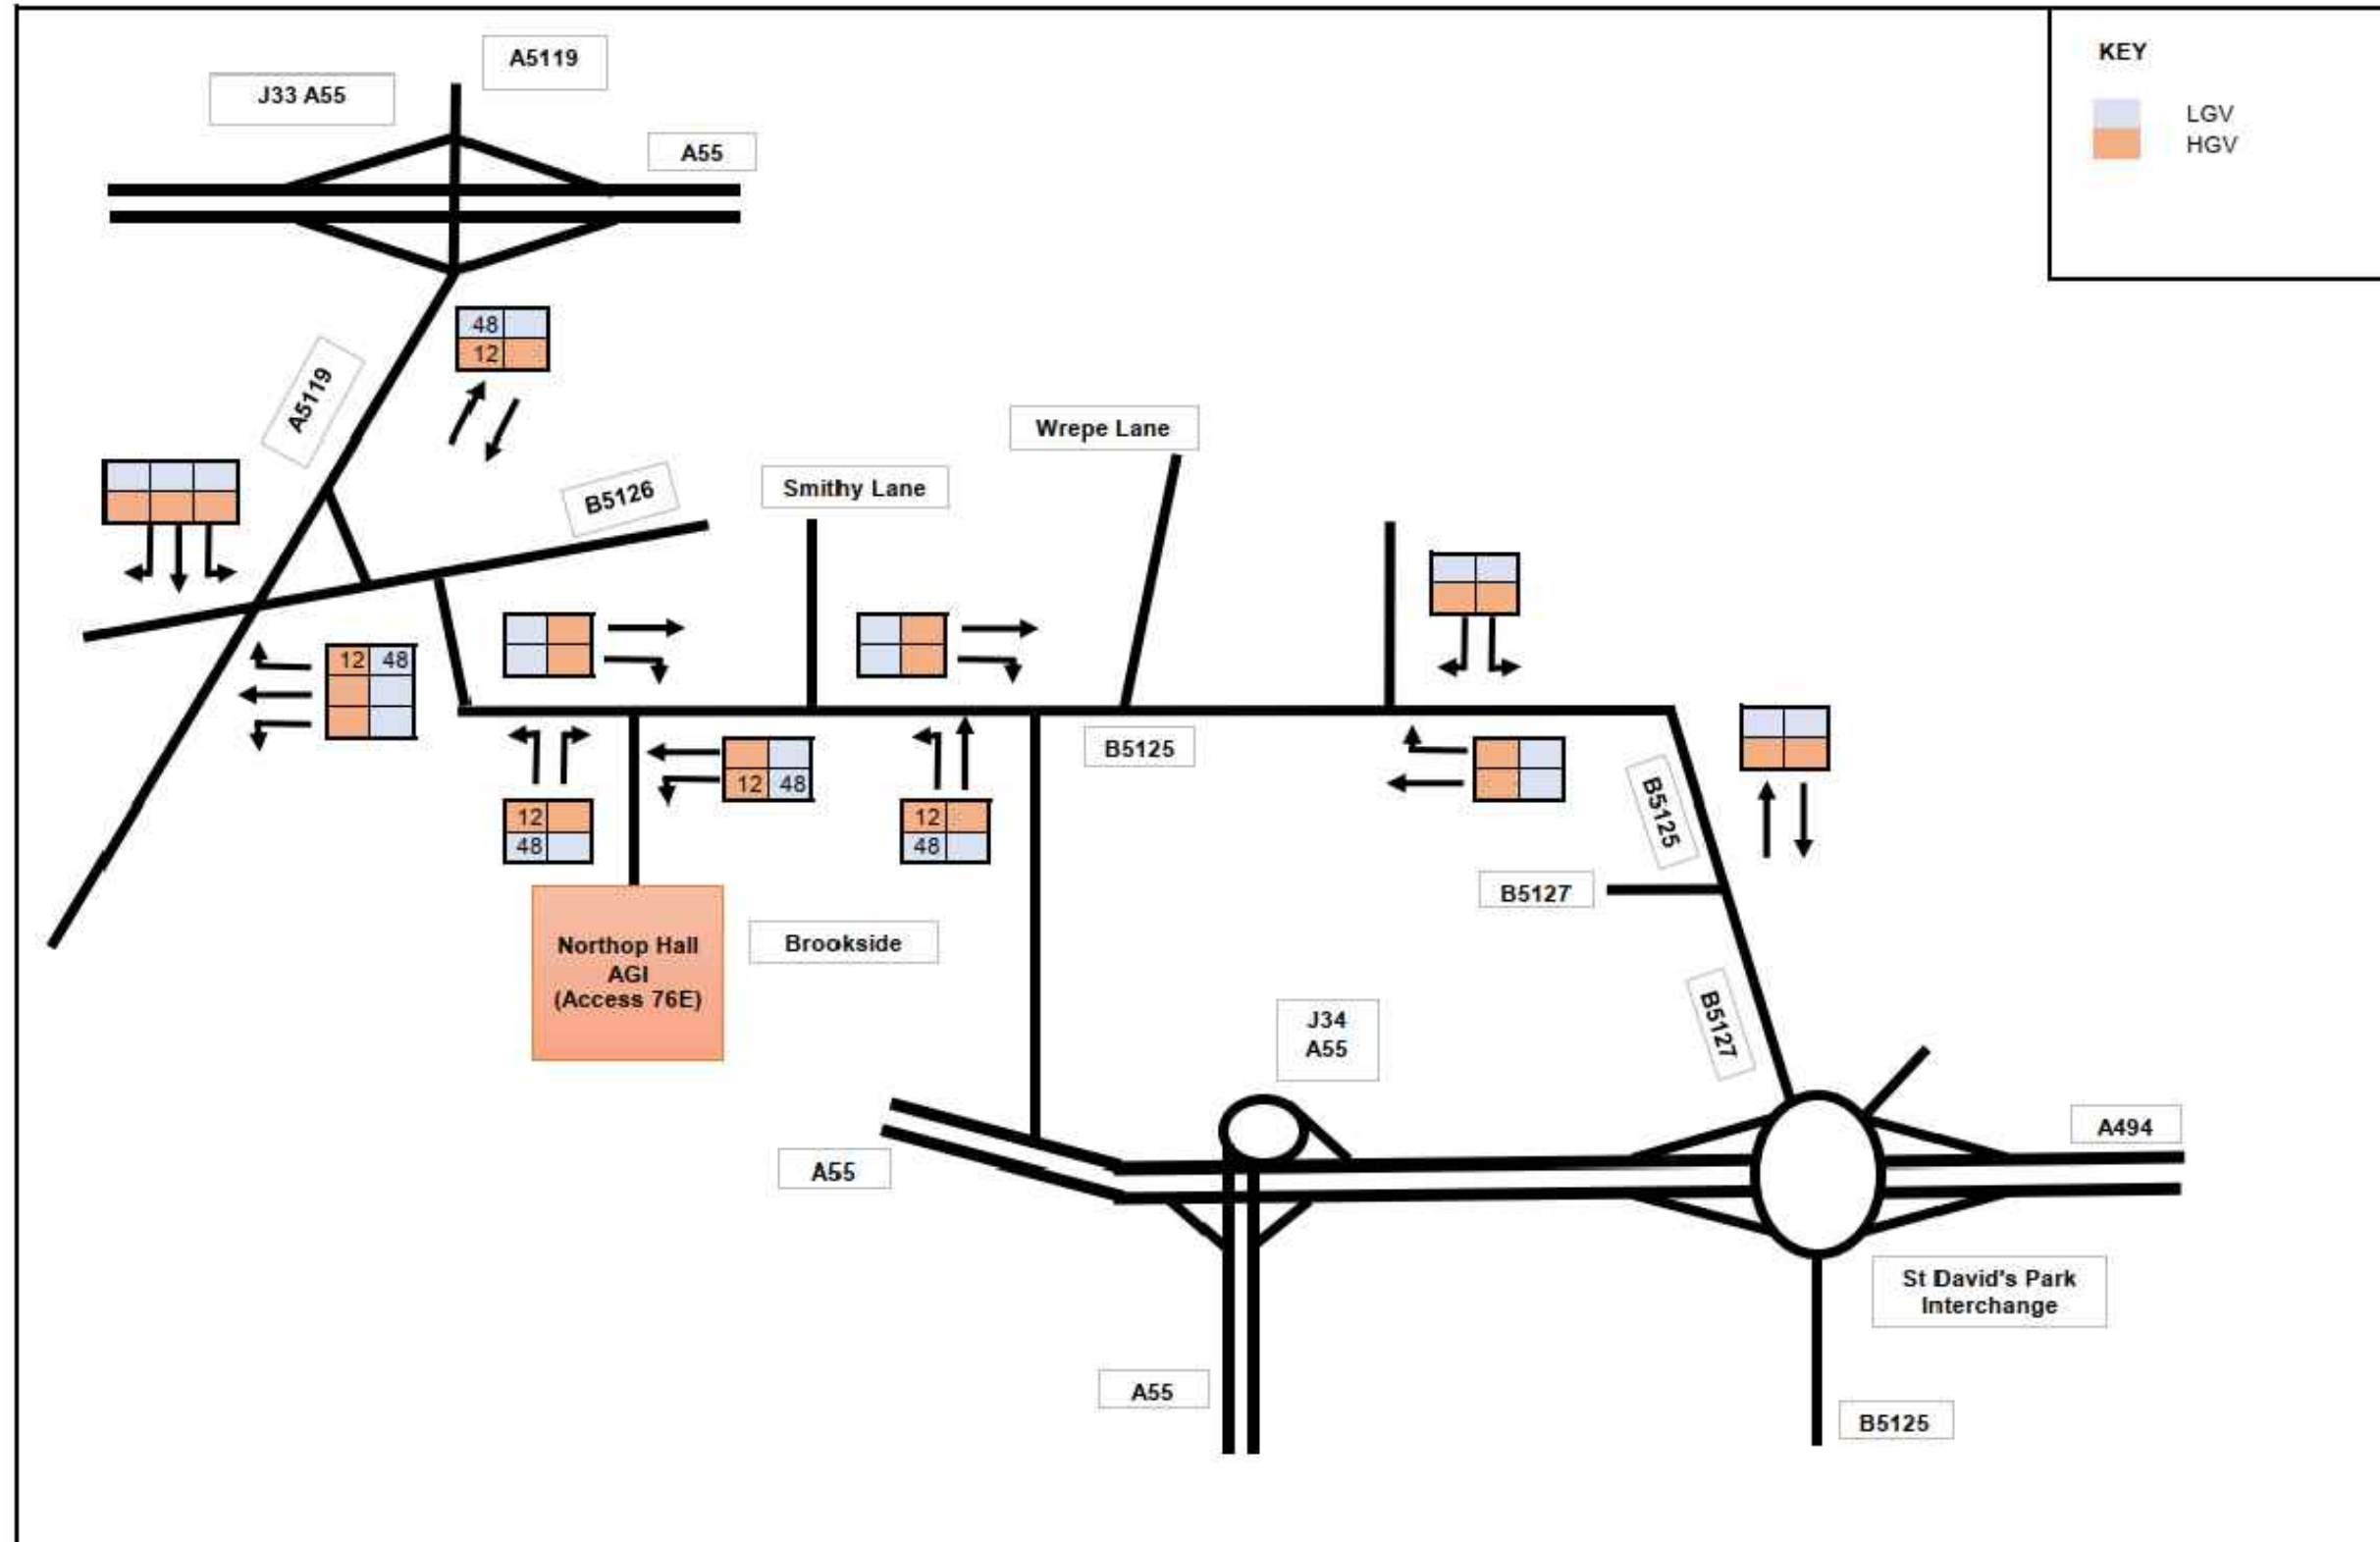 A5119
J33 A55
A55
KEY
LGV
HGV
48
12
A5119
B5126
Smithy Lane
Wrepe Lane
12 48
12 48
12
48
12
48
B5125
B5125
B5127
B5127
Northop Hall
AGI
(Access 76E)
Brookside
J34
A55
A494
A55
St David's Park
Interchange
A55
B5125